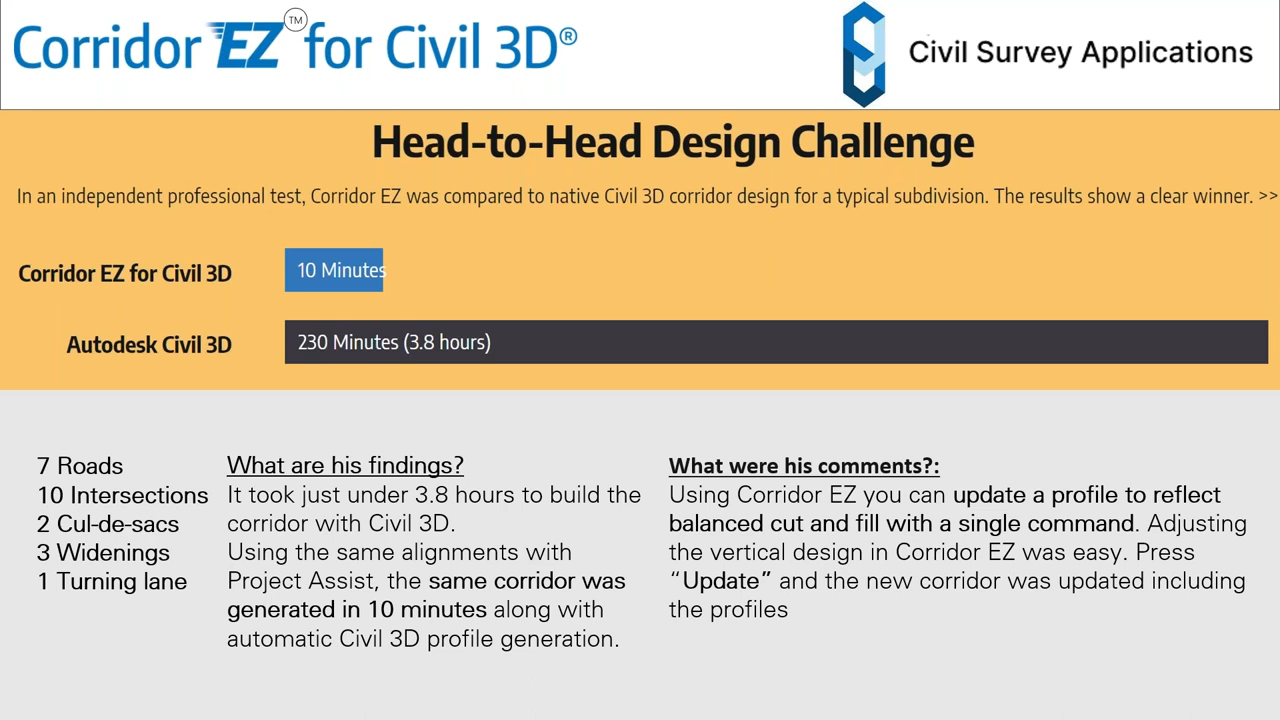 Corridor EZ™ for Civil 3D®
Civil Survey Applications
Head-to-Head Design Challenge
In an independent professional test, Corridor EZ was compared to native Civil 3D corridor design for a typical subdivision. The results show a clear winner. >>
Corridor EZ for Civil 3D
10 Minutes
Autodesk Civil 3D
230 Minutes (3.8 hours)
7 Roads
10 Intersections
2 Cul-de-sacs
3 Widenings
1 Turning lane
What are his findings?
It took just under 3.8 hours to build the
corridor with Civil 3D.
Using the same alignments with
Project Assist, the same corridor was
generated in 10 minutes along with
automatic Civil 3D profile generation.
What were his comments?:
Using Corridor EZ you can update a profile to reflect
balanced cut and fill with a single command. Adjusting
the vertical design in Corridor EZ was easy. Press
“Update” and the new corridor was updated including
the profiles